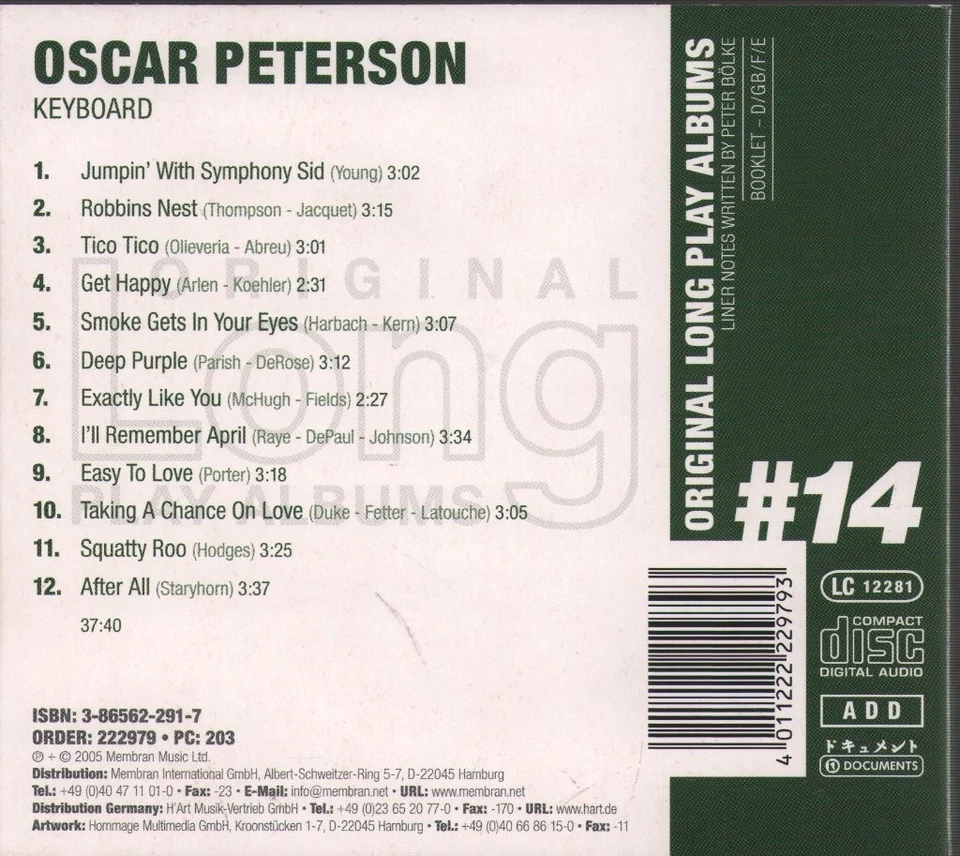 OSCAR PETERSON
KEYBOARD
1. Jumpin' With Symphony Sid (Young) 3:02
2. Robbins Nest (Thompson - Jacquet) 3:15
3. Tico Tico (Olieveria - Abreu) 3:01
4. Get Happy (Arlen - Koehler) 2:31
5. Smoke Gets In Your Eyes (Harbach - Kern) 3:07
6. Deep Purple (Parish - DeRose) 3:12
7. Exactly Like You (McHugh - Fields) 2:27
8. I'll Remember April (Raye - DePaul - Johnson) 3:34
9. Easy To Love (Porter) 3:18
10. Taking A Chance On Love (Duke - Fetter - Latouche) 3:05
11. Squatty Roo (Hodges) 3:25
12. After All (Staryhorn) 3:37
37:40
ORIGINAL
Long
PLAY ALBUMS
ISBN: 3-86562-291-7
ORDER: 222979 • PC: 203
℗ + © 2005 Membran Music Ltd.
Distribution: Membran International GmbH, Albert-Schweitzer-Ring 5-7, D-22045 Hamburg
Tel.: +49 (0)40 47 11 01-0 • Fax: -23 • E-Mail: info@membran.net • URL: www.membran.net
Distribution Germany: H'Art Musik-Vertrieb GmbH • Tel.: +49 (0)23 65 20 77-0 • Fax: -170 • URL: www.hart.de
Artwork: Hommage Multimedia GmbH, Kroonstücken 1-7, D-22045 Hamburg • Tel.: +49 (0)40 66 86 15-0 • Fax: -11
ORIGINAL LONG PLAY ALBUMS
LINER NOTES WRITTEN BY PETER BÖLKE
BOOKLET – D/GB/F/E
#14
4 011222 229793
LC 12281
COMPACT
disc
DIGITAL AUDIO
ADD
ドキュメント
1 DOCUMENTS